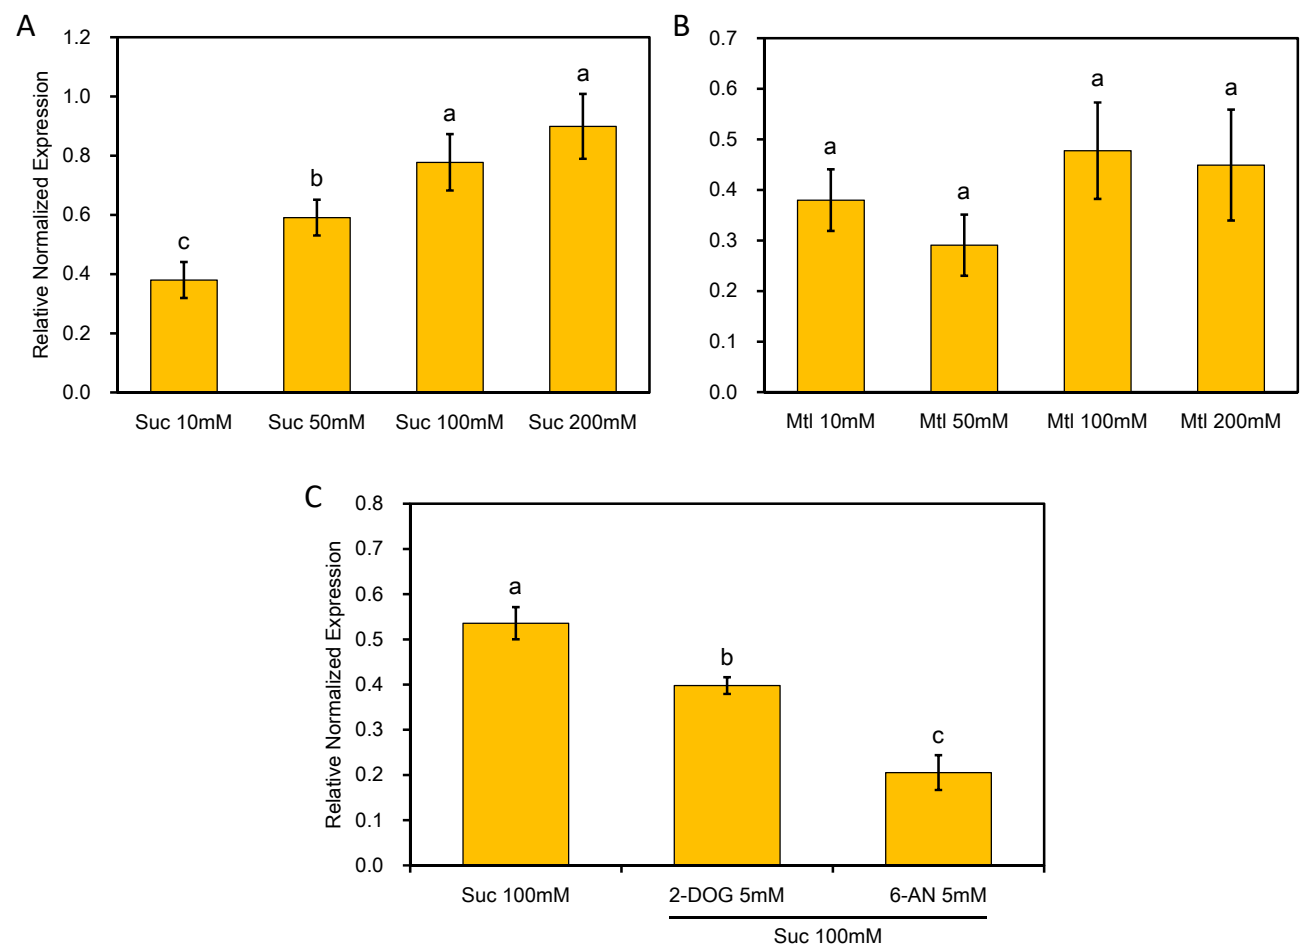 A
Relative Normalized Expression
1.2
1.0
0.8
0.6
0.4
0.2
0.0
c
b
a
a
Suc 10mM Suc 50mM Suc 100mM Suc 200mM
B
0.7
0.6
0.5
0.4
0.3
0.2
0.1
0.0
a
a
a
a
Mtl 10mM Mtl 50mM Mtl 100mM Mtl 200mM
C
Relative Normalized Expression
0.8
0.7
0.6
0.5
0.4
0.3
0.2
0.1
0.0
a
b
c
Suc 100mM 2-DOG 5mM 6-AN 5mM
Suc 100mM